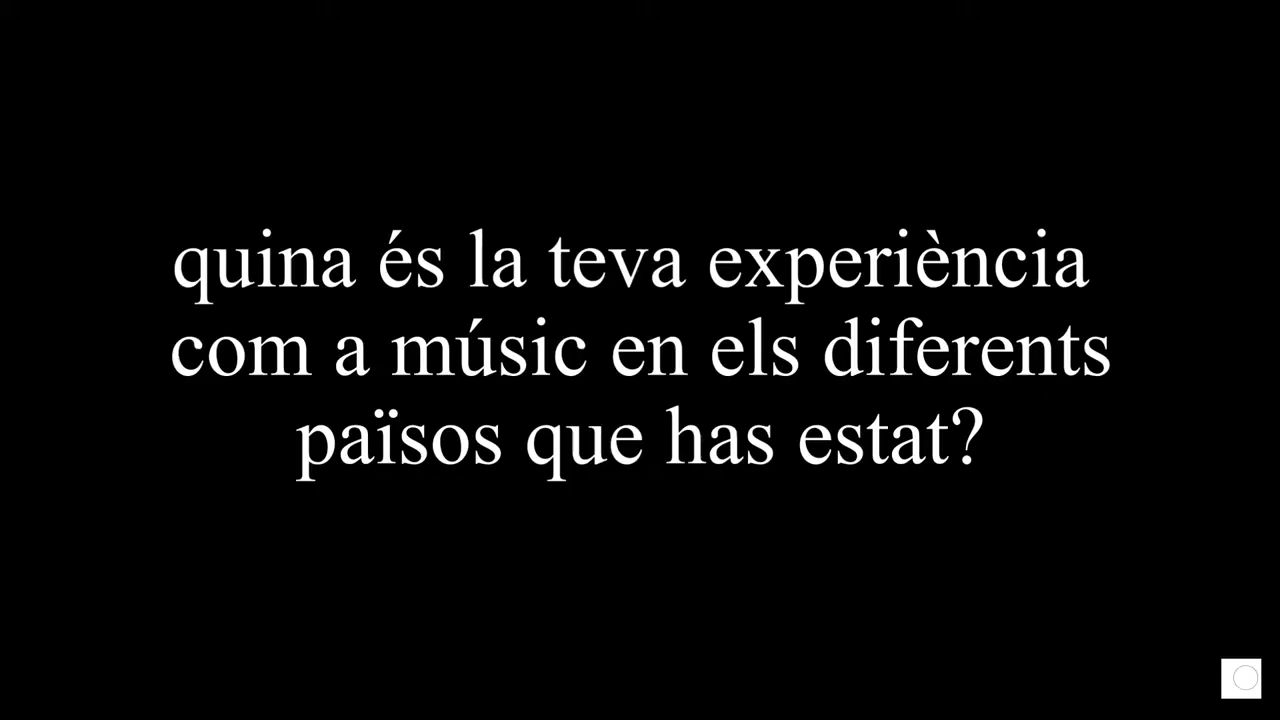 quina és la teva experiència
com a músic en els diferents
països que has estat?